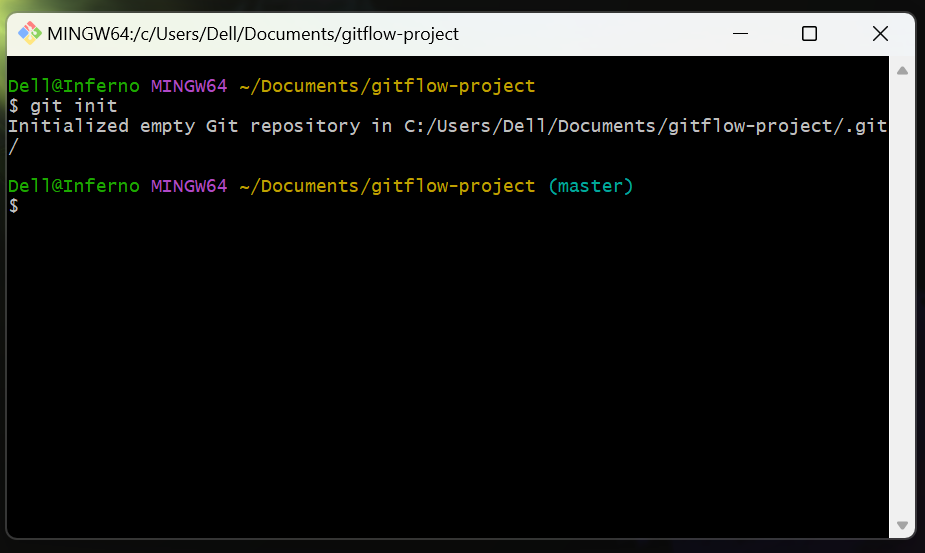 MINGW64:/c/Users/Dell/Documents/gitflow-project
Dell@Inferno MINGW64 ~/Documents/gitflow-project
$ git init
Initialized empty Git repository in C:/Users/Dell/Documents/gitflow-project/.git
/
Dell@Inferno MINGW64 ~/Documents/gitflow-project (master)
$